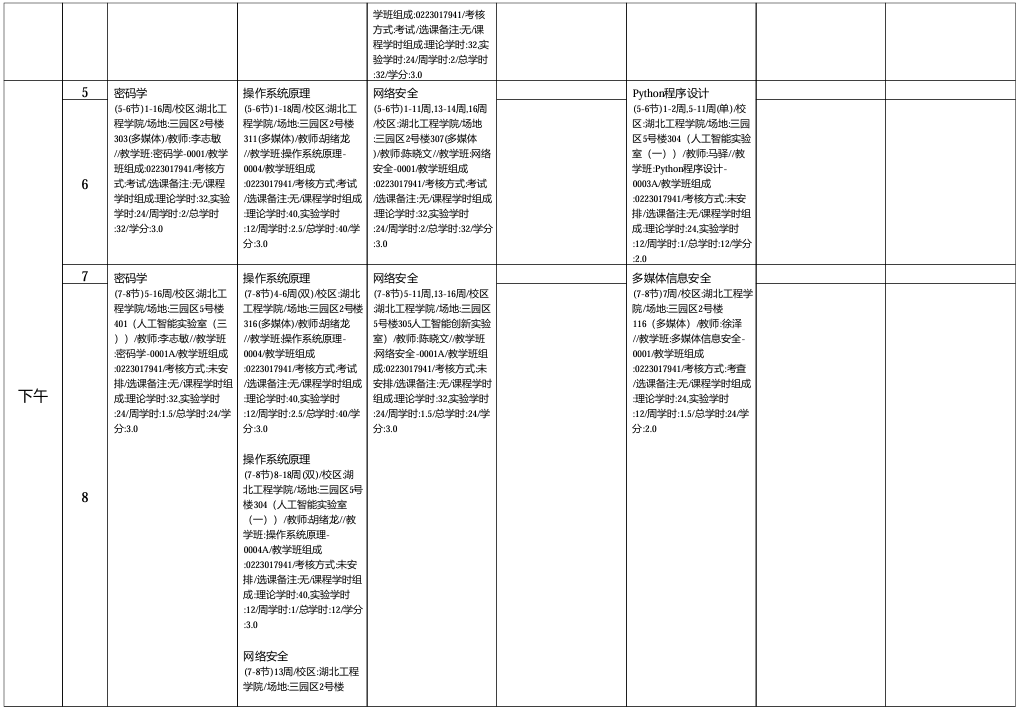 学班组成:0223017941/考核
方式:考试/选课备注:无/课
程学时组成:理论学时:32,实
验学时:24/周学时:2/总学时
:32/学分:3.0
下午
5
6
密码学
(5-6节)1-16周/校区:湖北工
程学院/场地:三园区2号楼
303(多媒体)/教师:李志敏
//教学班:密码学-0001/教学
班组成:0223017941/考核方
式:考试/选课备注:无/课程
学时组成:理论学时:32,实验
学时:24/周学时:2/总学时
:32/学分:3.0
操作系统原理
(5-6节)1-18周/校区:湖北工
程学院/场地:三园区2号楼
311(多媒体)/教师:胡绪龙
//教学班:操作系统原理-
0004/教学班组成
:0223017941/考核方式:考试
/选课备注:无/课程学时组成
:理论学时:40,实验学时
:12/周学时:2.5/总学时:40/学
分:3.0
网络安全
(5-6节)1-11周,13-14周,16周
/校区:湖北工程学院/场地
:三园区2号楼307(多媒体
)/教师:陈晓文//教学班:网络
安全-0001/教学班组成
:0223017941/考核方式:考试
/选课备注:无/课程学时组成
:理论学时:32,实验学时
:24/周学时:2/总学时:32/学分
:3.0
Python程序设计
(5-6节)1-2周,5-11周(单)/校
区:湖北工程学院/场地:三园
区5号楼304（人工智能实验
室（一））/教师:马驿//教
学班:Python程序设计-
0003A/教学班组成
:0223017941/考核方式:未安
排/选课备注:无/课程学时组
成:理论学时:24,实验学时
:12/周学时:1/总学时:12/学分
:2.0
7
8
密码学
(7-8节)5-16周/校区:湖北工
程学院/场地:三园区5号楼
401（人工智能实验室（三
））/教师:李志敏//教学班
:密码学-0001A/教学班组成
:0223017941/考核方式:未安
排/选课备注:无/课程学时组
成:理论学时:32,实验学时
:24/周学时:1.5/总学时:24/学
分:3.0
操作系统原理
(7-8节)4-6周(双)/校区:湖北
工程学院/场地:三园区2号楼
316(多媒体)/教师:胡绪龙
//教学班:操作系统原理-
0004/教学班组成
:0223017941/考核方式:考试
/选课备注:无/课程学时组成
:理论学时:40,实验学时
:12/周学时:2.5/总学时:40/学
分:3.0
操作系统原理
(7-8节)8-18周(双)/校区:湖
北工程学院/场地:三园区5号
楼304（人工智能实验室
（一））/教师:胡绪龙//教
学班:操作系统原理-
0004A/教学班组成
:0223017941/考核方式:未安
排/选课备注:无/课程学时组
成:理论学时:40,实验学时
:12/周学时:1/总学时:12/学分
:3.0
网络安全
(7-8节)13周/校区:湖北工程
学院/场地:三园区2号楼
网络安全
(7-8节)5-11周,13-16周/校区
:湖北工程学院/场地:三园区
5号楼305人工智能创新实验
室）/教师:陈晓文//教学班
:网络安全-0001A/教学班组
成:0223017941/考核方式:未
安排/选课备注:无/课程学时
组成:理论学时:32,实验学时
:24/周学时:1.5/总学时:24/学
分:3.0
多媒体信息安全
(7-8节)7周/校区:湖北工程学
院/场地:三园区2号楼
116（多媒体）/教师:徐泽
//教学班:多媒体信息安全-
0001/教学班组成
:0223017941/考核方式:考查
/选课备注:无/课程学时组成
:理论学时:24,实验学时
:12/周学时:1.5/总学时:24/学
分:2.0